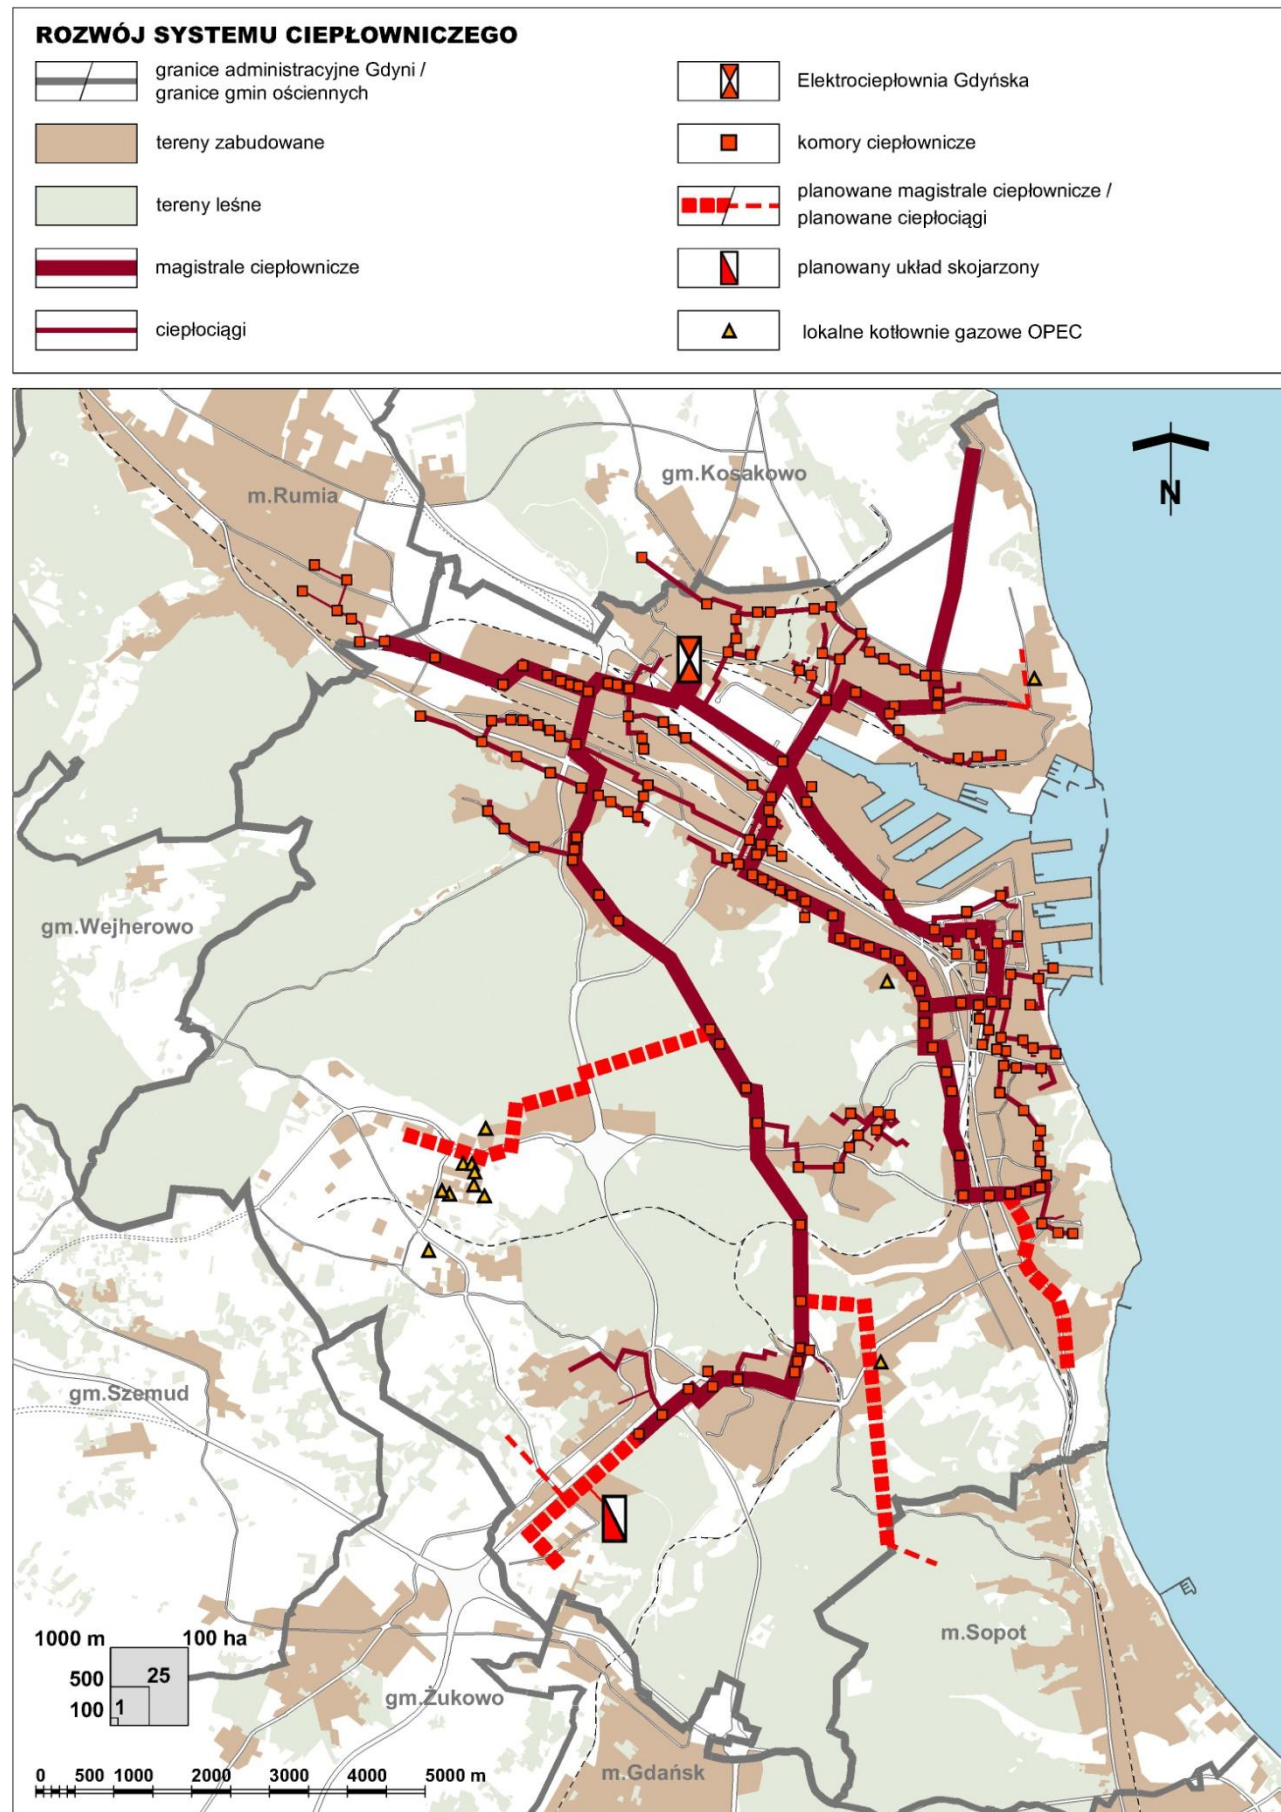 ROZWÓJ SYSTEMU CIEPŁOWNICZEGO
granice administracyjne Gdyni /
granice gmin ościennych
tereny zabudowane
tereny leśne
magistrale ciepłownicze
ciepłociągi
Elektrociepłownia Gdyńska
komory ciepłownicze
planowane magistrale ciepłownicze /
planowane ciepłociągi
planowany układ skojarzony
lokalne kotłownie gazowe OPEC
gm.Kosakowo
m.Rumia
N
gm.Wejherowo
gm.Szemud
m.Sopot
gm.Żukowo
m.Gdańsk
1000 m 100 ha
500 25
100 1
0 500 1000 2000 3000 4000 5000 m